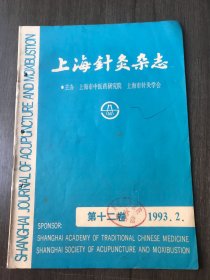 上海针灸杂志
主办 上海市中医药研究院 上海市针灸学会
第十二卷 1993.2.
SPONSOR:
SHANGHAI ACADEMY OF TRADITIONAL CHINESE MEDICINE
SHANGHAI SOCIETY OF ACUPUNCTURE AND MOXIBUSTION
SHANGHAI JOURNAL OF ACUPUNCTURE AND MOXIBUSTION